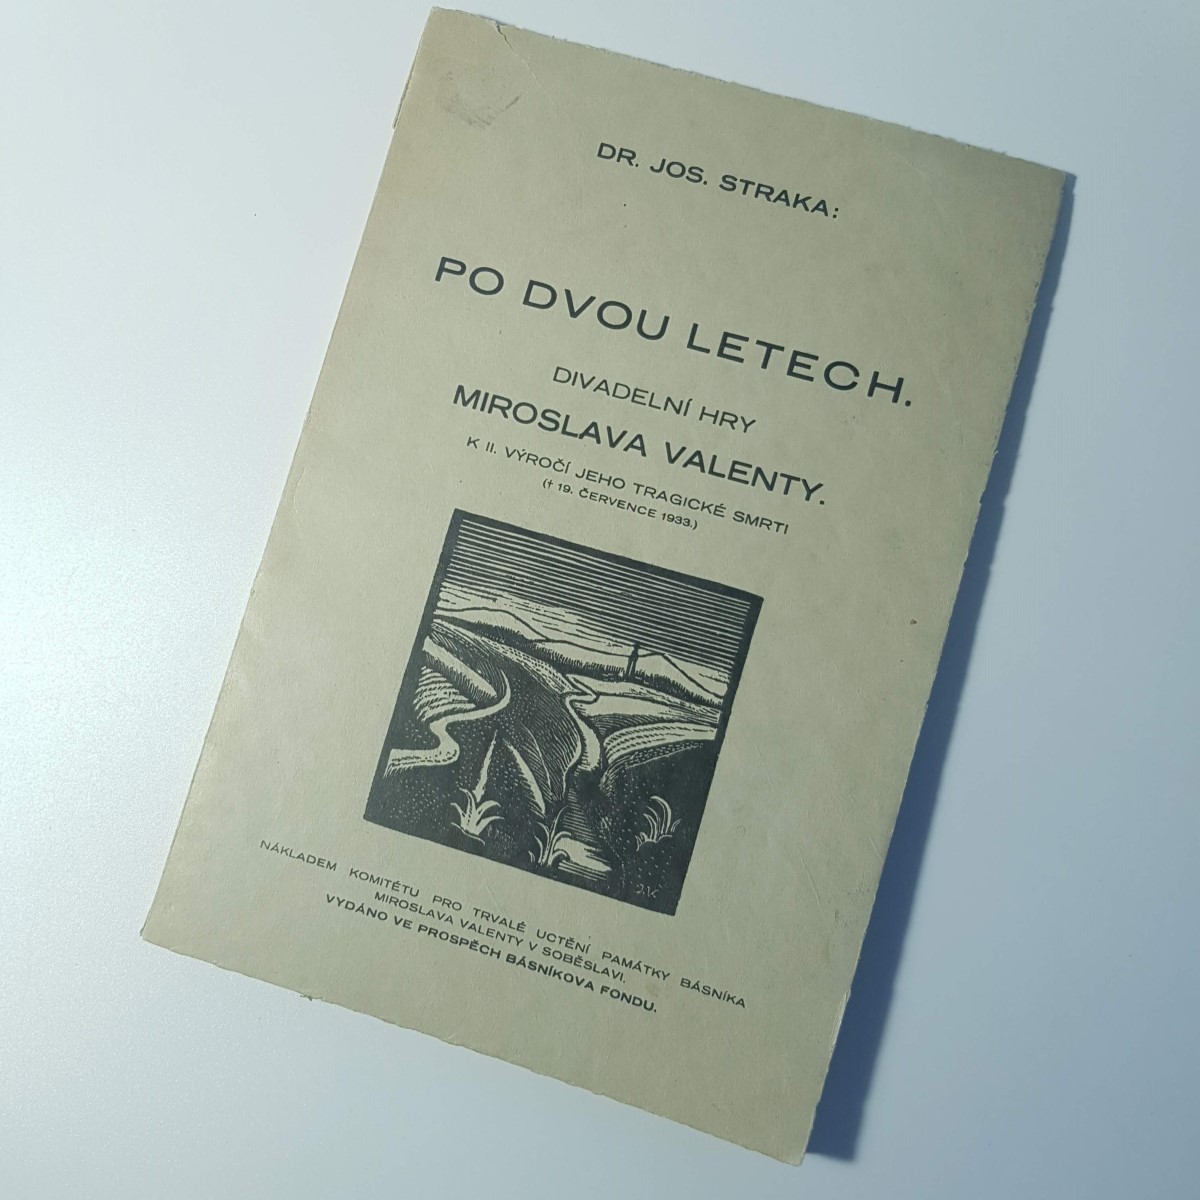 DR. JOS. STRAKA:
PO DVOU LETECH.
DIVADELNÍ HRY
MIROSLAVA VALENTY.
K II. VÝROČÍ JEHO TRAGICKÉ SMRTI
(† 19. ČERVENCE 1933.)
J.V.
NÁKLADEM KOMITÉTU PRO TRVALÉ UCTĚNÍ PAMÁTKY BÁSNÍKA
MIROSLAVA VALENTY V SOBĚSLAVI.
VYDÁNO VE PROSPĚCH BÁSNÍKOVA FONDU.